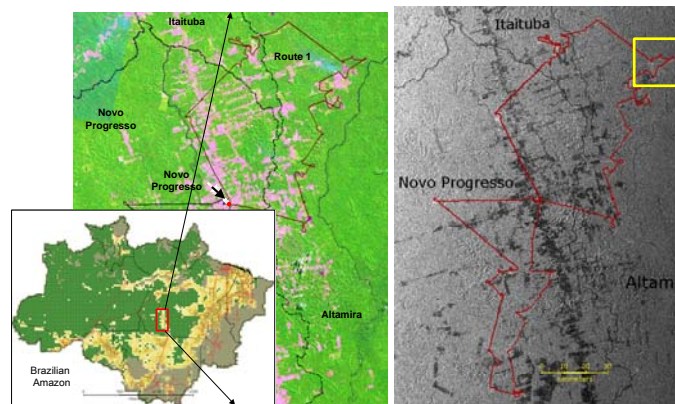 Itaituba
Route 1
Novo
Progresso
Novo
Progresso
Altamira
Brazilian
Amazon
Itaituba
Novo Progresso
Altam